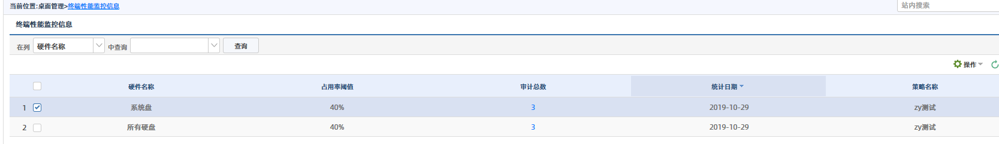 当前位置:桌面管理>终端性能监控信息
站内搜索
终端性能监控信息
在列 硬件名称 中查询 查询
操作
硬件名称 占用率阈值 审计总数 统计日期 策略名称
1 系统盘 40% 3 2019-10-29 zy测试
2 所有硬盘 40% 3 2019-10-29 zy测试